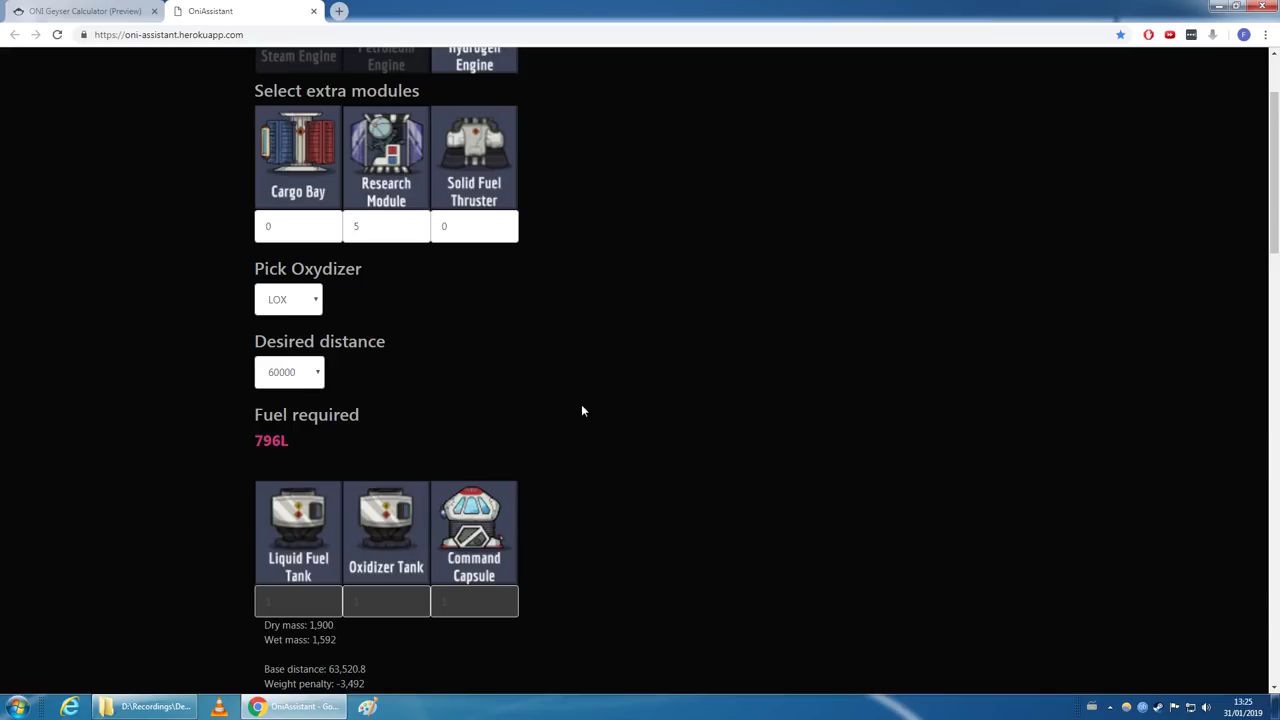 ONI Geyser Calculator (Preview)
OniAssistant
https://oni-assistant.herokuapp.com
Steam Engine
Petroleum Engine
Hydrogen Engine
Select extra modules
Cargo Bay
Research Module
Solid Fuel Thruster
0
5
0
Pick Oxydizer
LOX
Desired distance
60000
Fuel required
796L
Liquid Fuel Tank
Oxidizer Tank
Command Capsule
1
1
1
Dry mass: 1,900
Wet mass: 1,592
Base distance: 63,520.8
Weight penalty: -3,492
D:\Recordings\De...
OniAssistant - Go...
13:25
31/01/2019